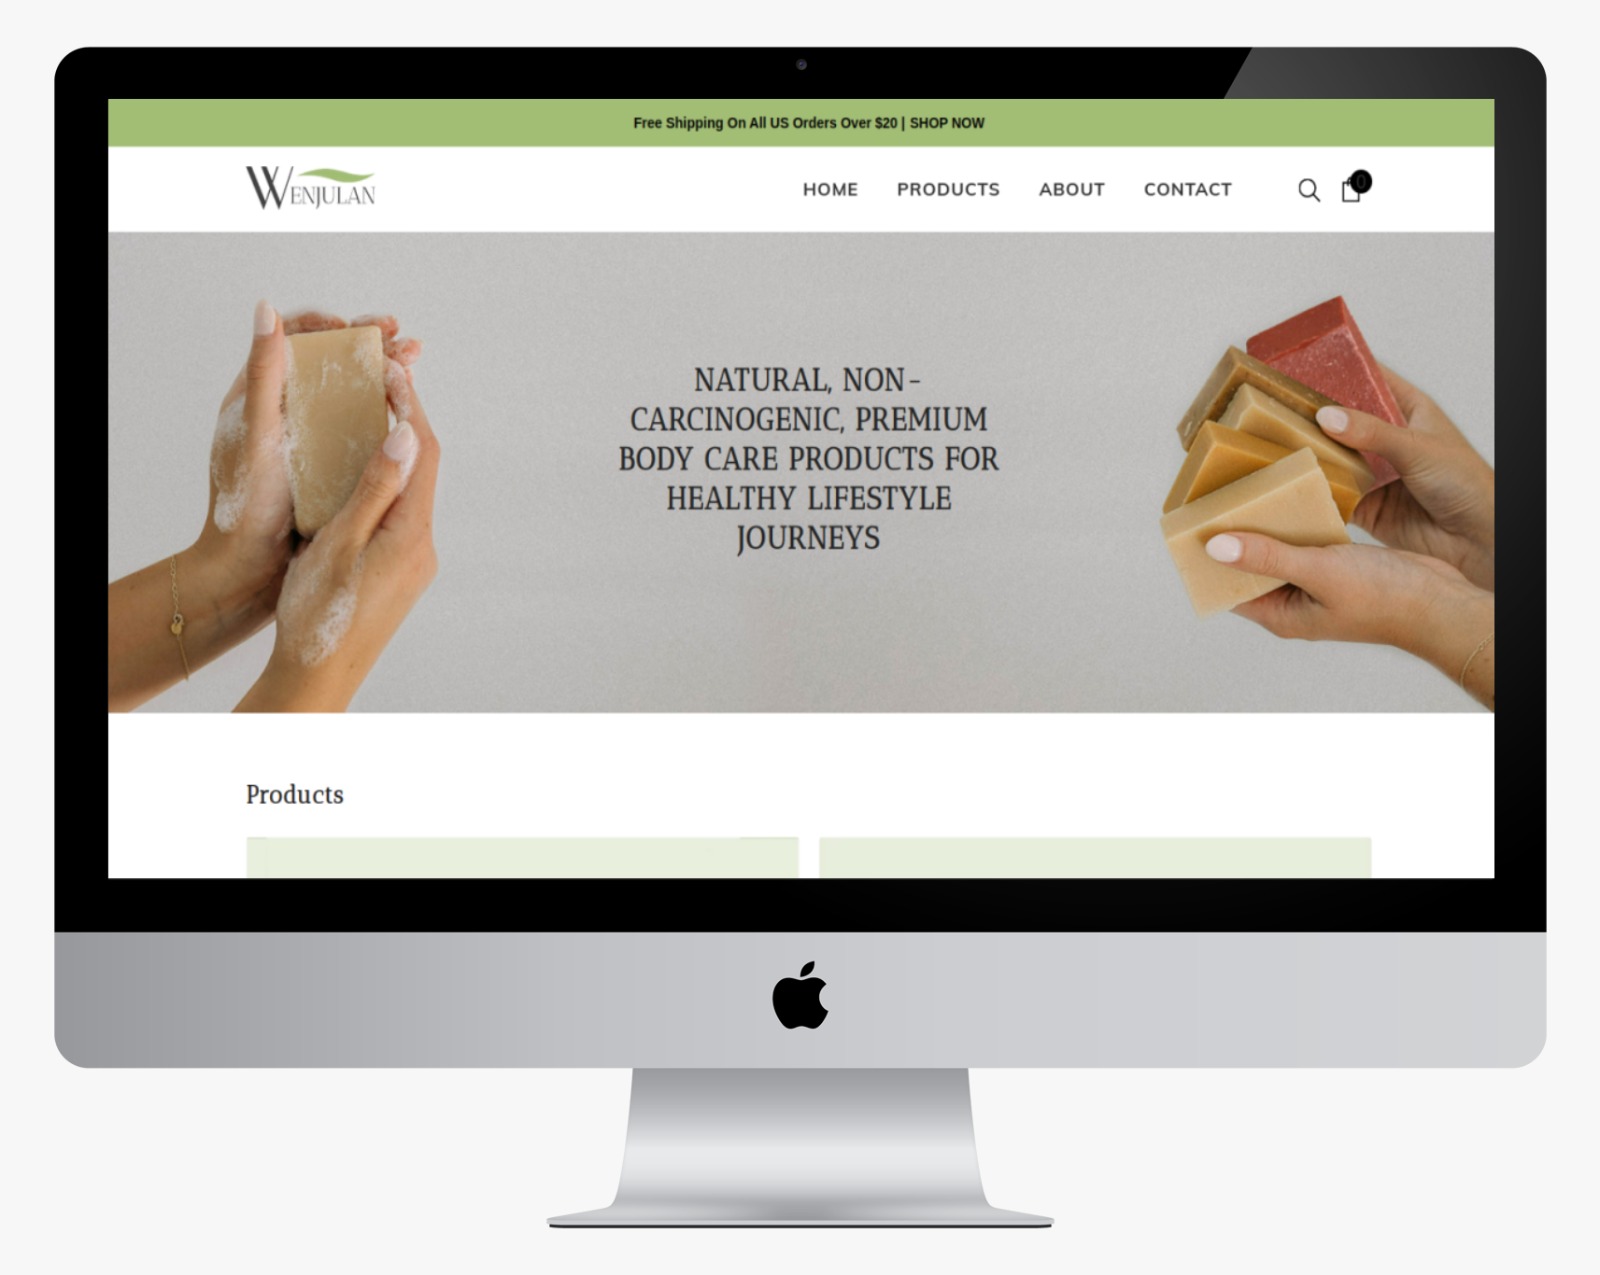 Free Shipping On All US Orders Over $20 | SHOP NOW
WENJULAN
HOME PRODUCTS ABOUT CONTACT
0
NATURAL, NON-
CARCINOGENIC, PREMIUM
BODY CARE PRODUCTS FOR
HEALTHY LIFESTYLE
JOURNEYS
Products